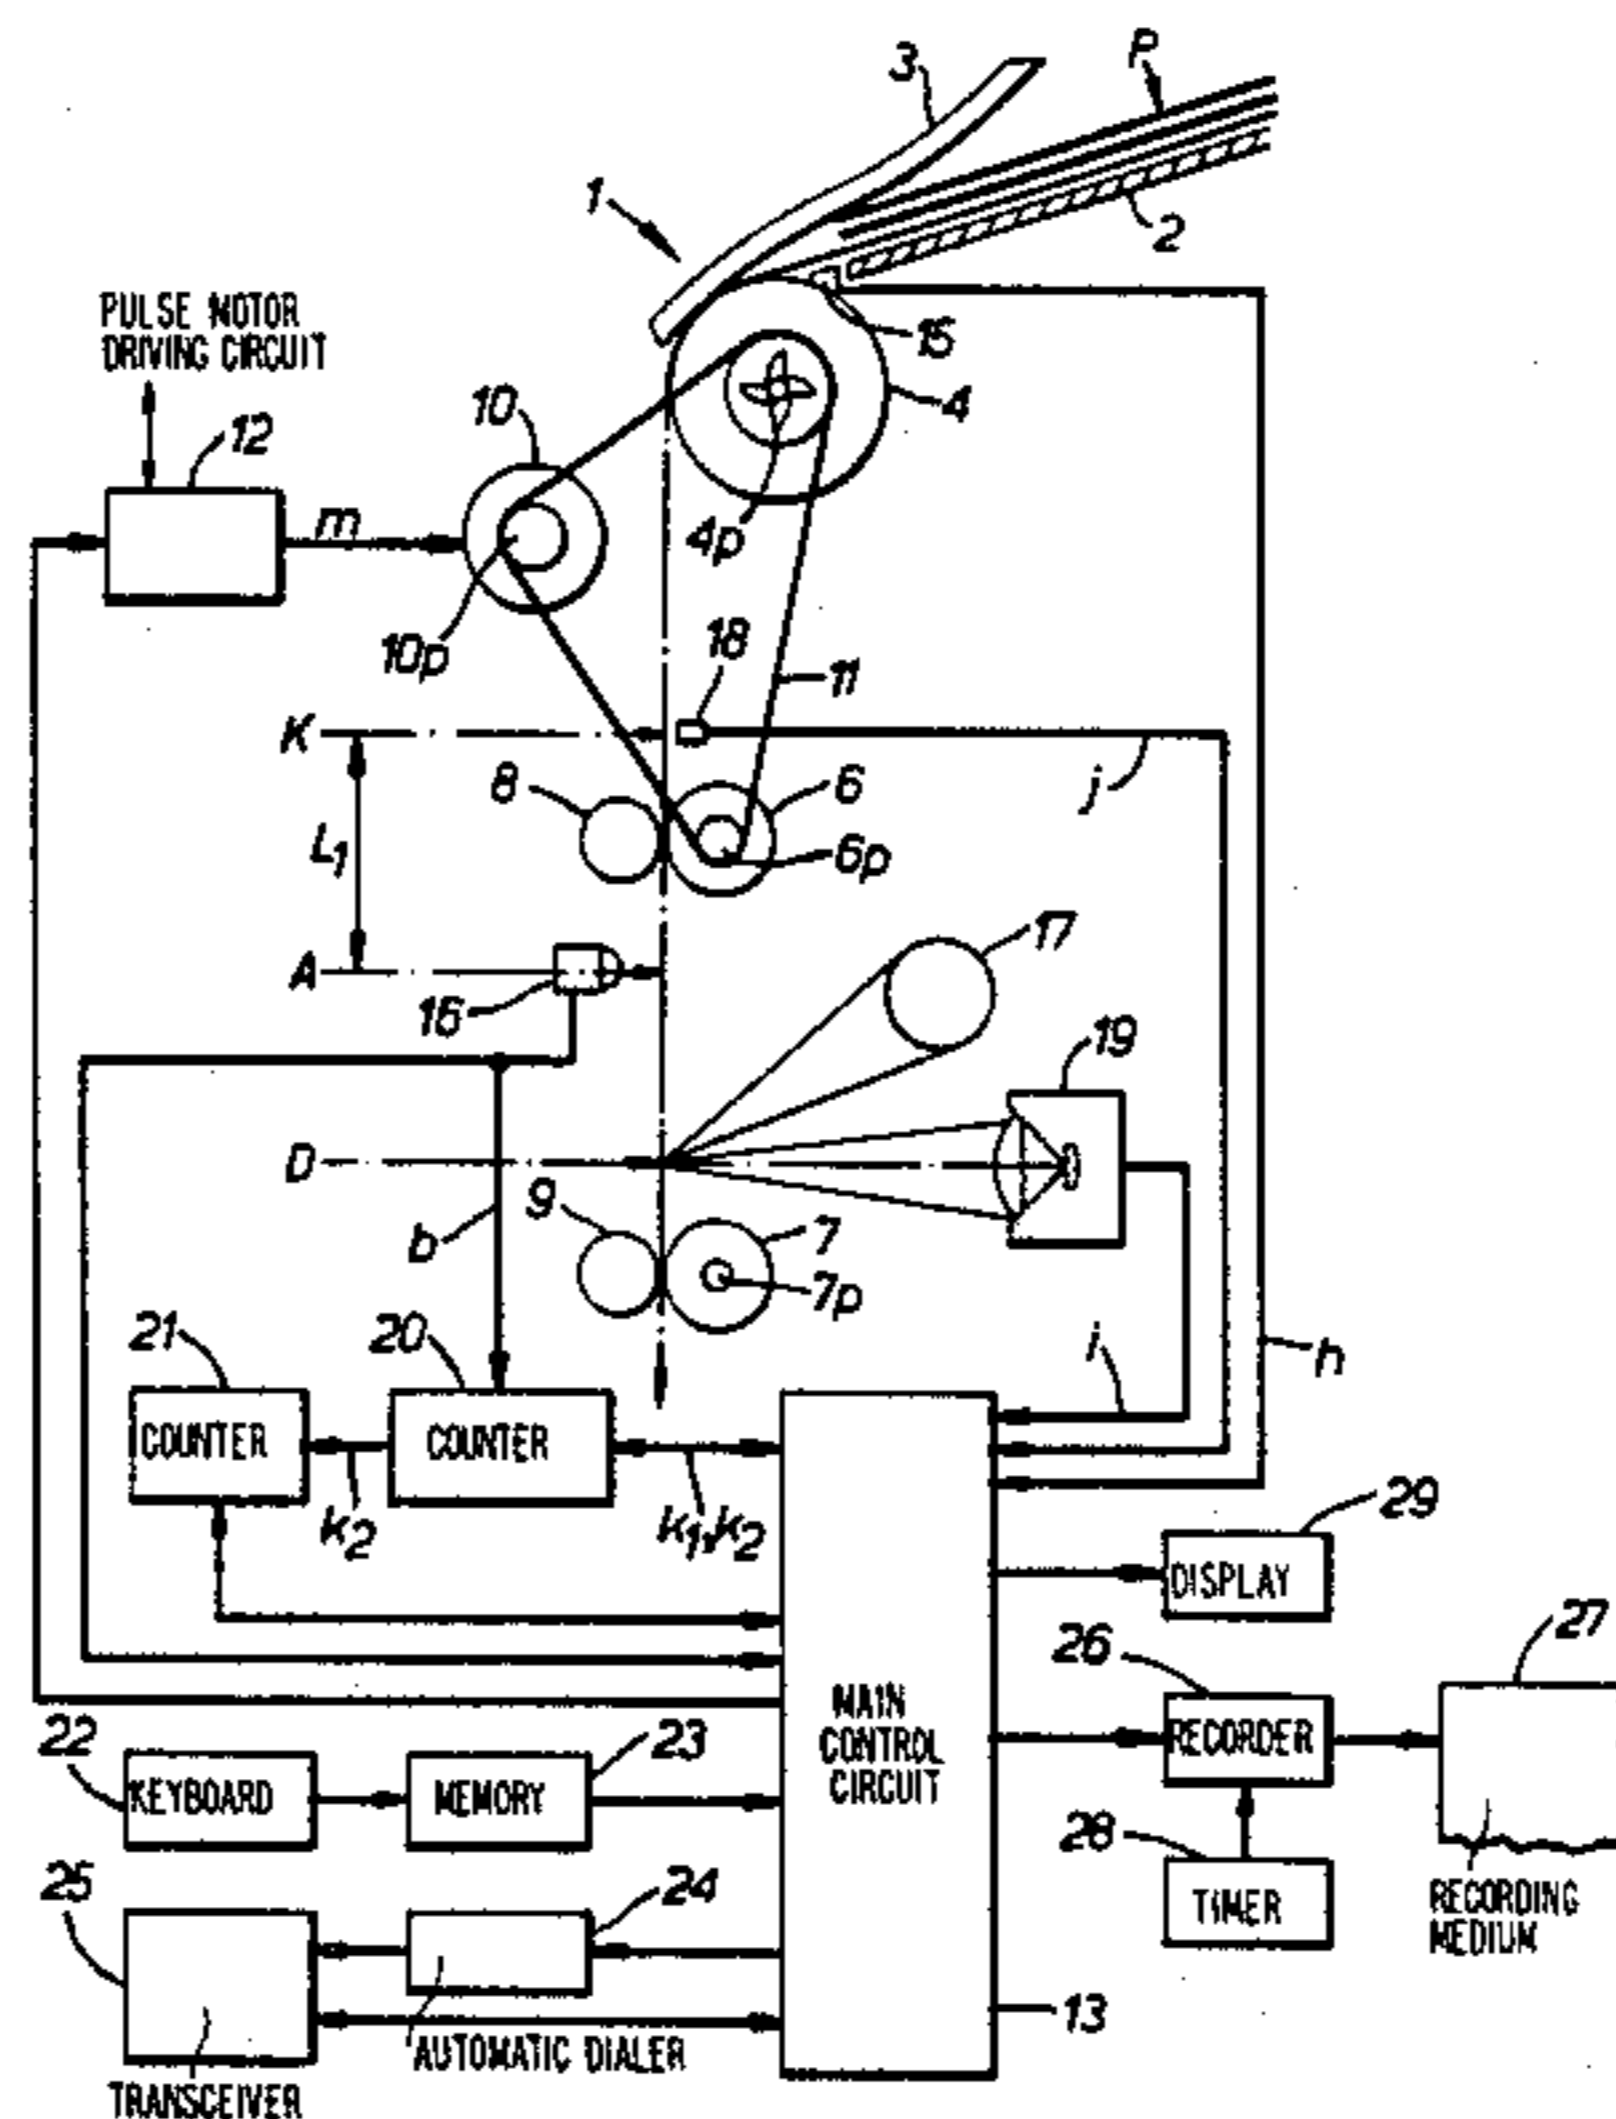 3
P
1
2
PULSE MOTOR
DRIVING CIRCUIT
15
10
4
12
m
4p
10p
18
11
K
j
8
6
L1
6p
17
A
16
19
D
9
7
b
7p
21
20
i
h
COUNTER
COUNTER
k2
k1,k2
29
DISPLAY
27
26
MAIN
CONTROL
CIRCUIT
RECORDER
22
23
KEYBOARD
MEMORY
28
25
24
TIMER
RECORDING
MEDIUM
13
AUTOMATIC DIALER
TRANSCEIVER